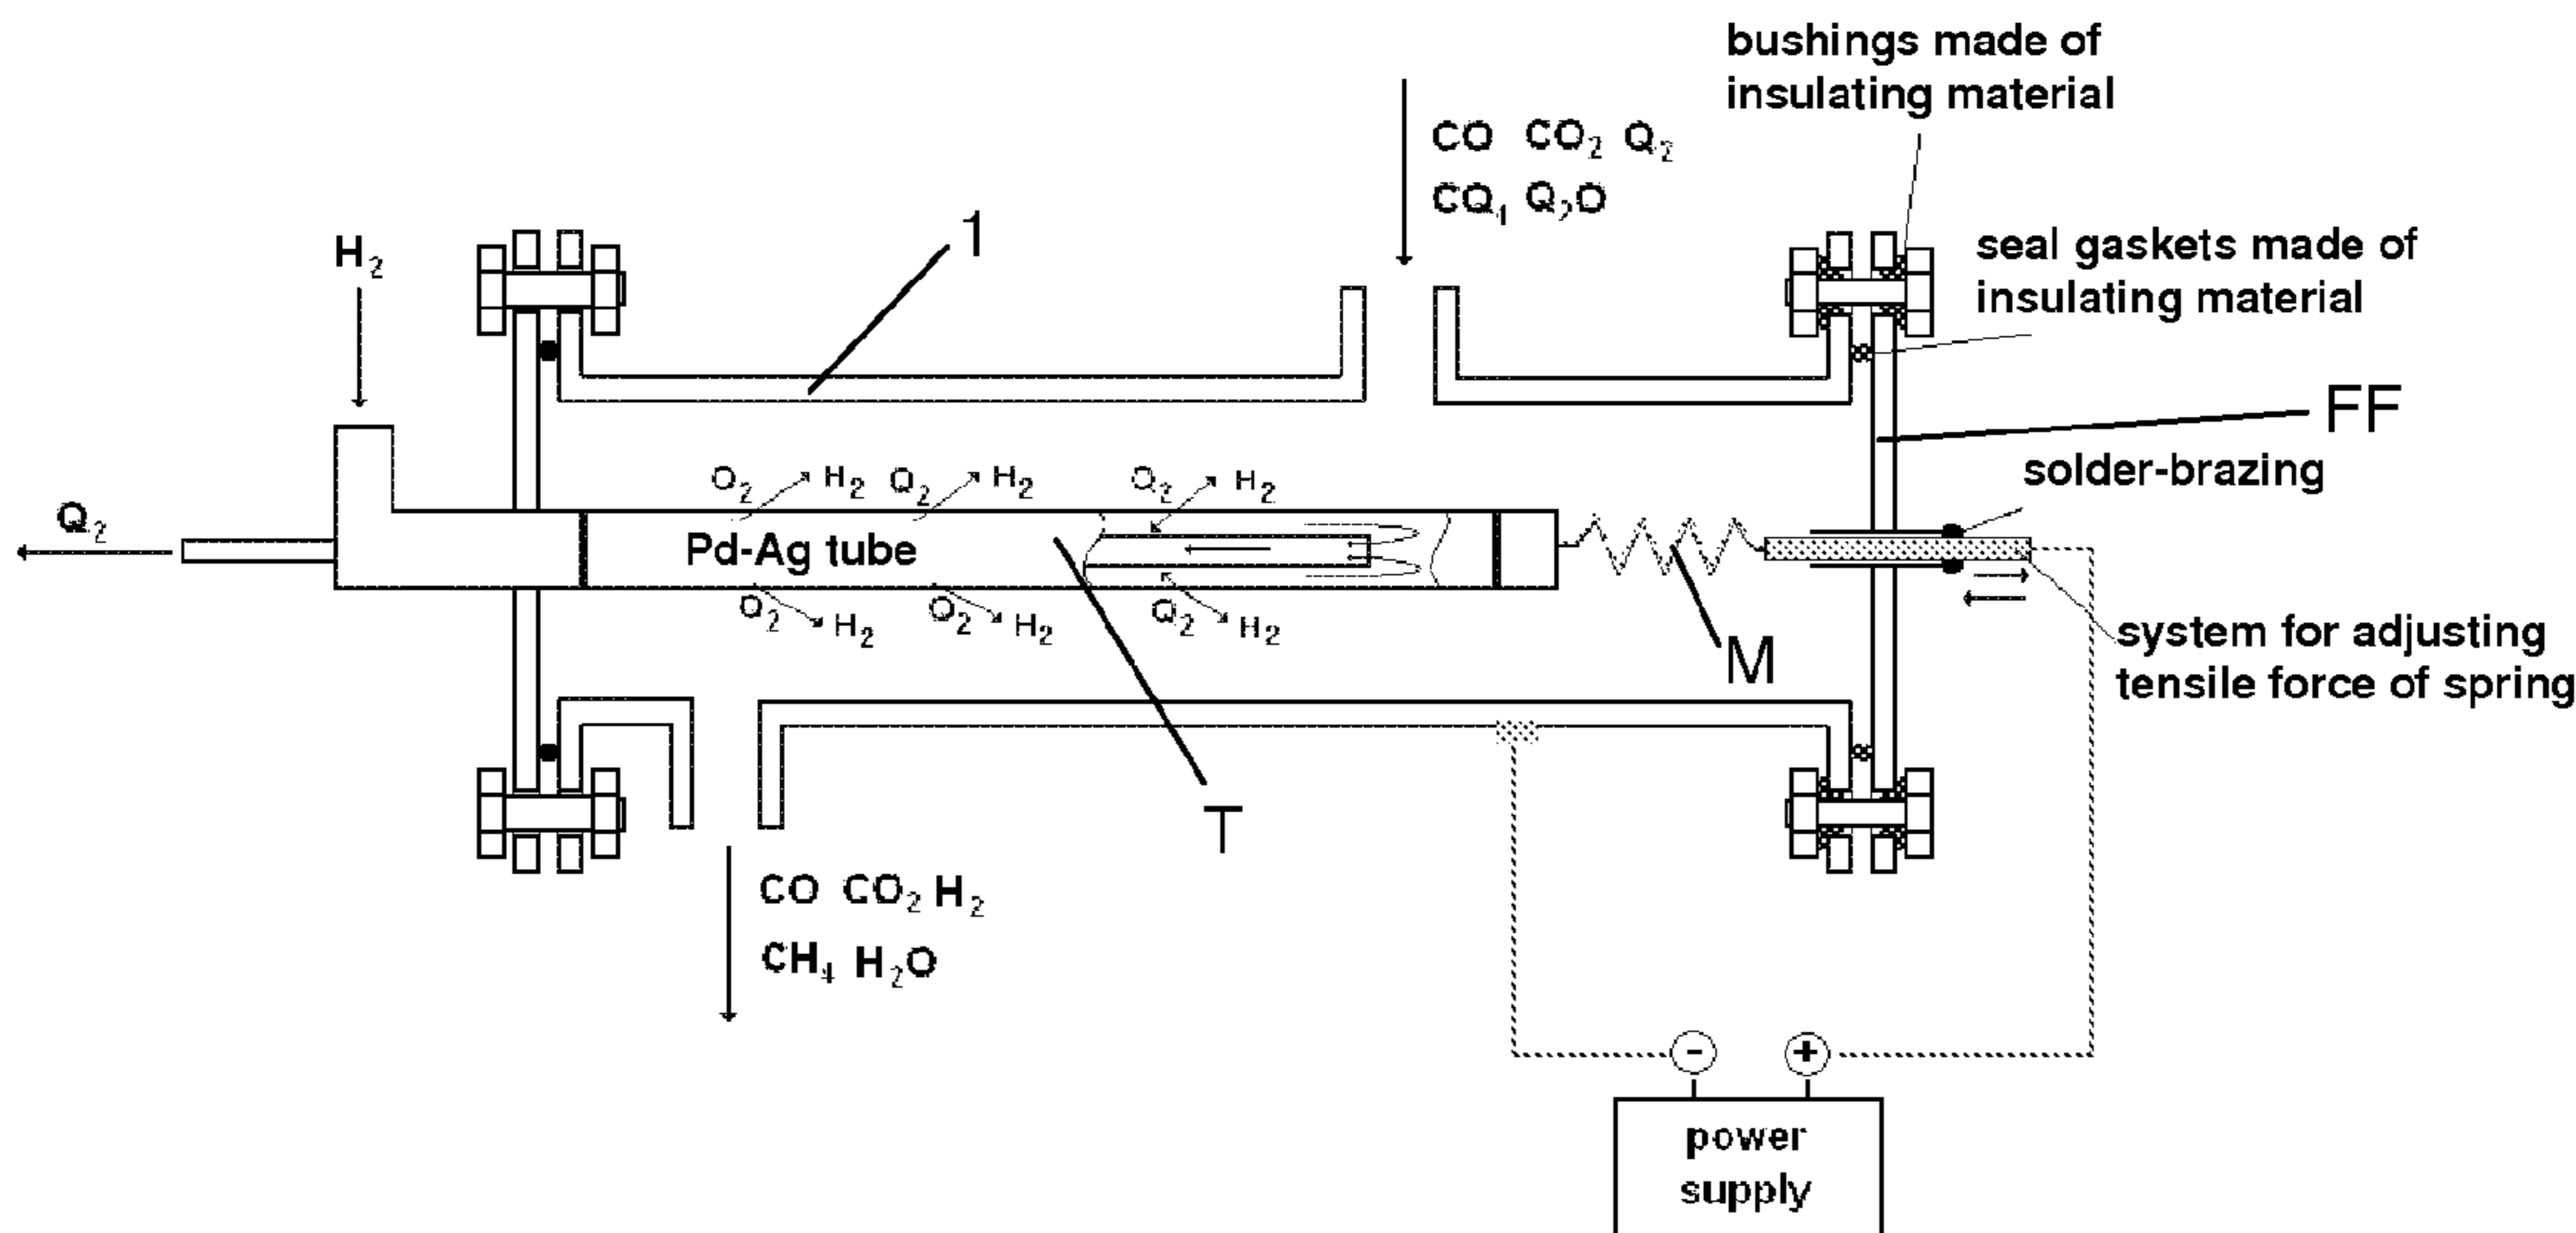 bushings made of
insulating material
CO CO₂ Q₂
CQ₄ Q₂O
seal gaskets made of
insulating material
1
H₂
FF
solder-brazing
Q₂ H₂ Q₂ H₂ Q₂ H₂
Q₂
Pd-Ag tube
Q₂ H₂ Q₂ H₂ Q₂ H₂
M
system for adjusting
tensile force of spring
T
CO CO₂ H₂
CH₄ H₂O
- +
power
supply